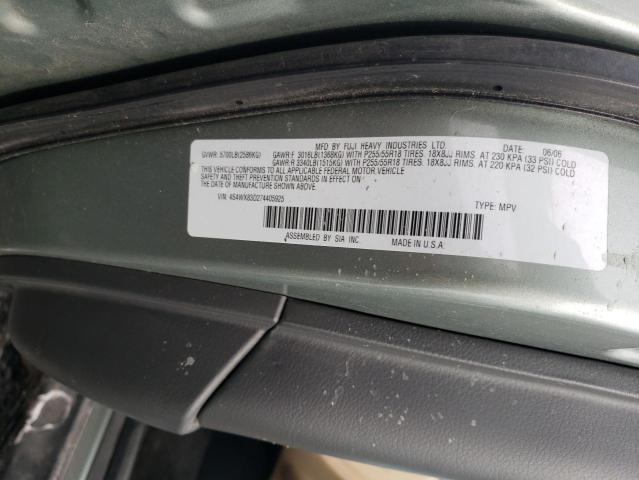 MFD BY FUJI HEAVY INDUSTRIES LTD. DATE: 06/06
GVWR: 5700LB(2586KG) GAWR:F 3016LB(1368KG) WITH P255/55R18 TIRES. 18X8JJ RIMS. AT 230 KPA (33 PSI) COLD
GAWR:R 3340LB(1515KG) WITH P255/55R18 TIRES. 18X8JJ RIMS. AT 220 KPA (32 PSI) COLD
THIS VEHICLE CONFORMS TO ALL APPLICABLE FEDERAL MOTOR VEHICLE
SAFETY AND THEFT PREVENTION STANDARDS IN EFFECT
ON THE DATE OF MANUFACTURE SHOWN ABOVE.
VIN: 4S4WX83D274405925 TYPE: MPV
ASSEMBLED BY SIA INC. MADE IN U.S.A.